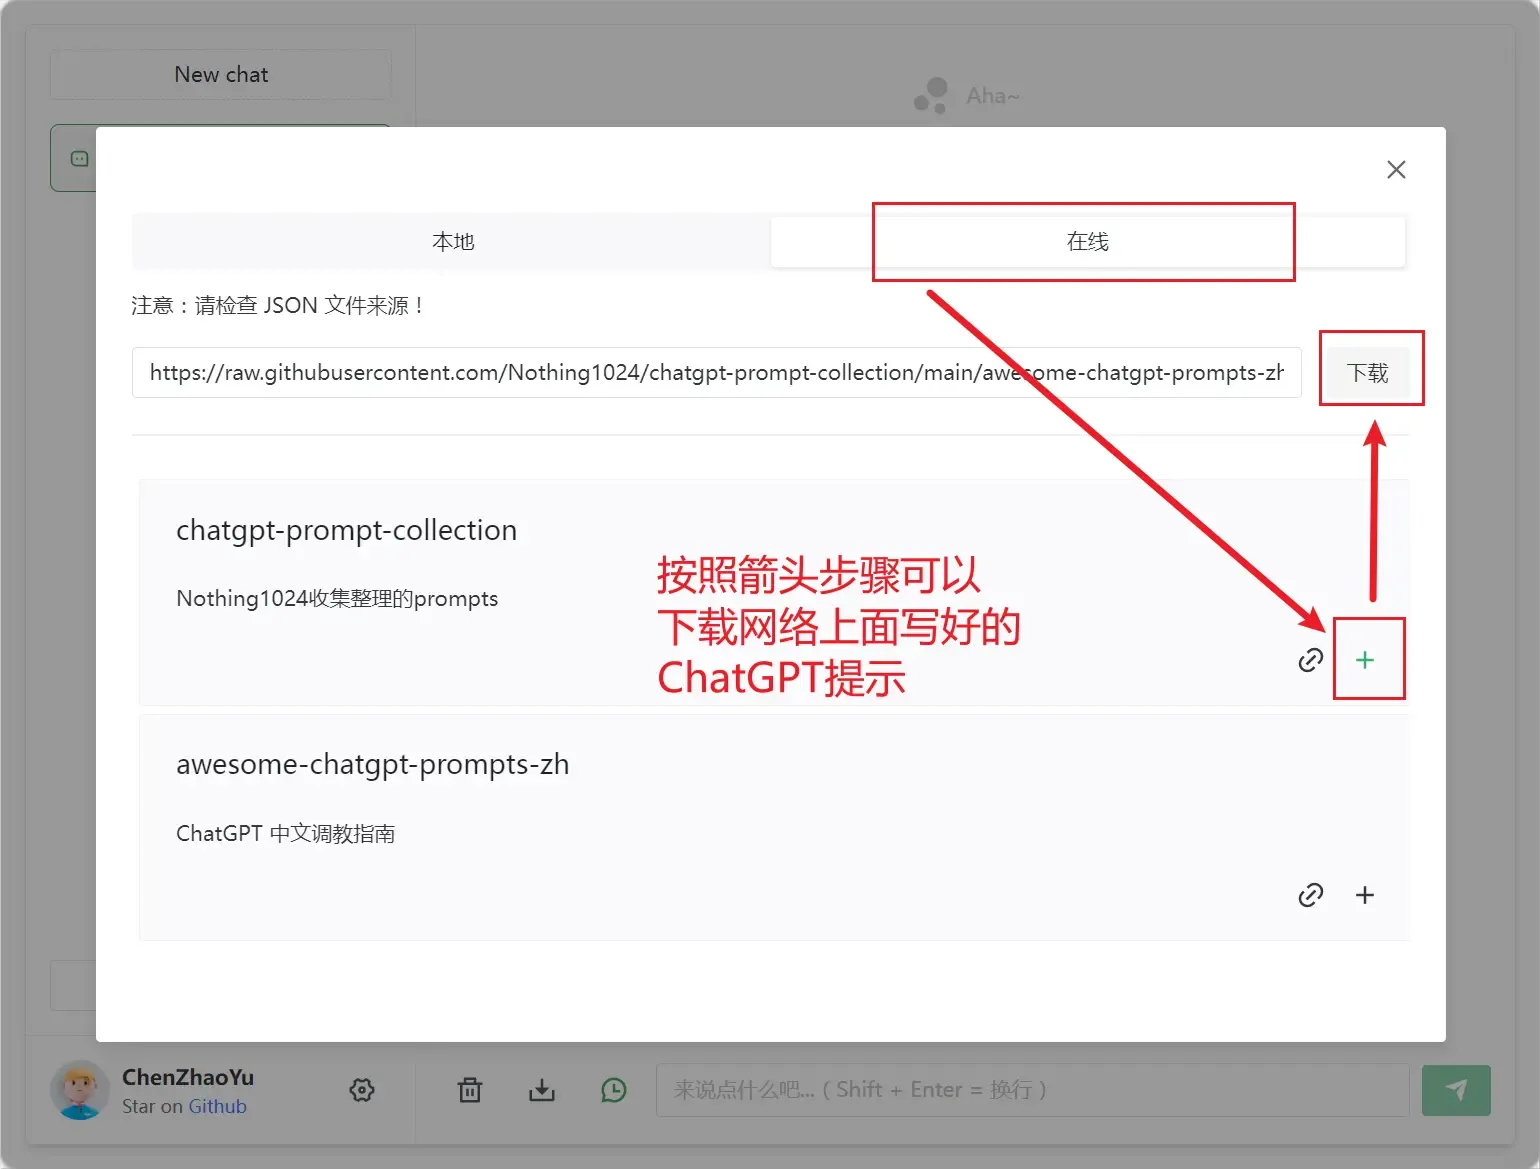 New chat
Aha~
本地
在线
注意：请检查 JSON 文件来源！
https://raw.githubusercontent.com/Nothing1024/chatgpt-prompt-collection/main/awesome-chatgpt-prompts-zh
下载
chatgpt-prompt-collection
Nothing1024收集整理的prompts
按照箭头步骤可以
下载网络上面写好的
ChatGPT提示
awesome-chatgpt-prompts-zh
ChatGPT 中文调教指南
ChenZhaoYu
Star on Github
来说点什么吧...（Shift + Enter = 换行）